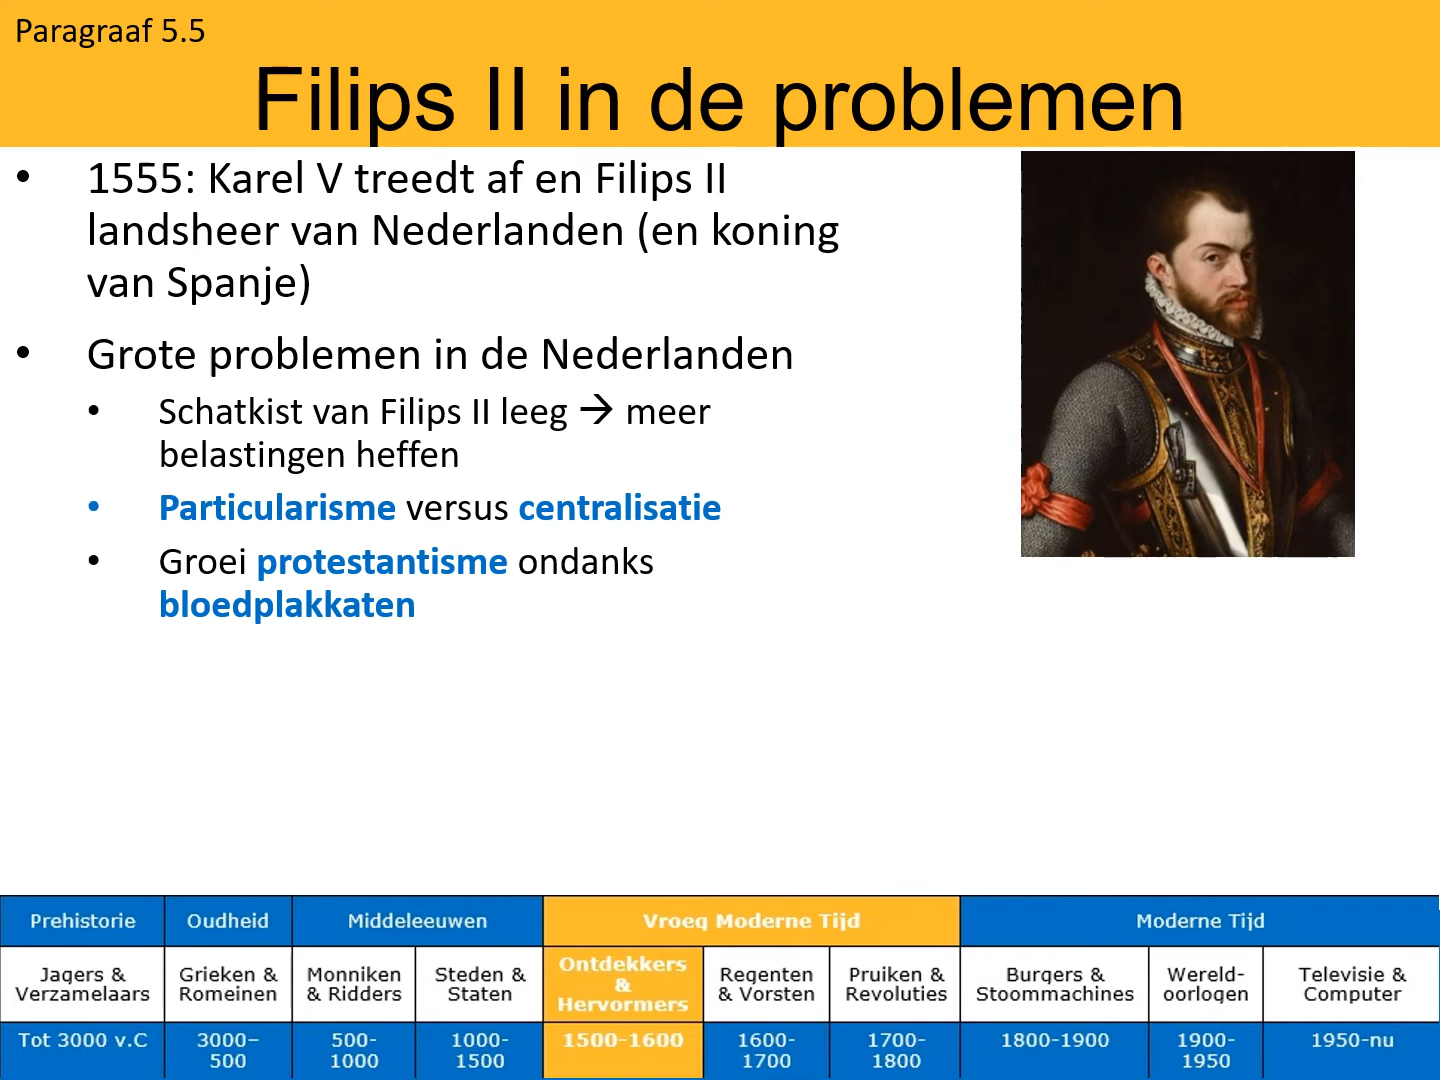 Paragraaf 5.5
Filips II in de problemen
• 1555: Karel V treedt af en Filips II
landsheer van Nederlanden (en koning
van Spanje)
• Grote problemen in de Nederlanden
• Schatkist van Filips II leeg → meer
belastingen heffen
• Particularisme versus centralisatie
• Groei protestantisme ondanks
bloedplakkaten
Prehistorie Oudheid Middeleeuwen Vroeg Moderne Tijd Moderne Tijd
Jagers & Verzamelaars
Grieken & Romeinen
Monniken & Ridders
Steden & Staten
Ontdekkers & Hervormers
Regenten & Vorsten
Pruiken & Revoluties
Burgers & Stoommachines
Wereld-oorlogen
Televisie & Computer
Tot 3000 v.C
3000–500
500-1000
1000-1500
1500-1600
1600-1700
1700-1800
1800-1900
1900-1950
1950-nu